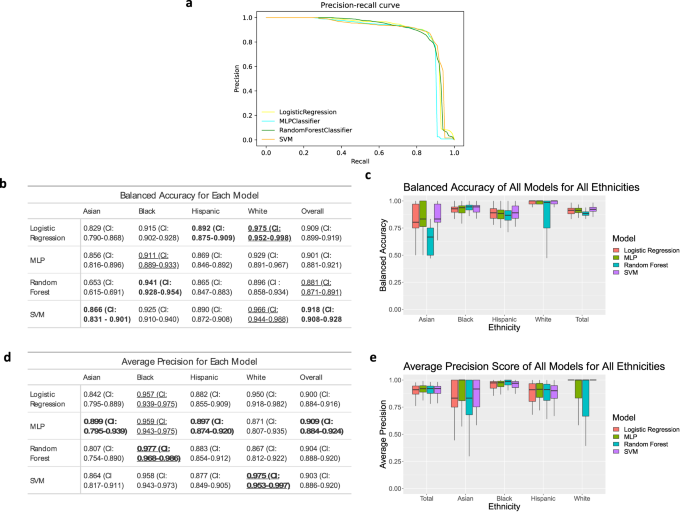 a
Precision-recall curve
1.0
0.8
0.6
0.4
0.2
0.0
Precision
LogisticRegression
MLPClassifier
RandomForestClassifier
SVM
0.0 0.2 0.4 0.6 0.8 1.0
Recall
b
Balanced Accuracy for Each Model
Asian Black Hispanic White Overall
Logistic 0.829 (CI: 0.915 (CI: 0.892 (CI: 0.975 (CI: 0.909 (CI:
Regression 0.790-0.868) 0.902-0.928) 0.875-0.909) 0.952-0.998) 0.899-0.919)
MLP 0.856 (CI: 0.911 (CI: 0.869 (CI: 0.929 (CI: 0.901 (CI:
0.816-0.896) 0.889-0.933) 0.846-0.892) 0.891-0.967) 0.881-0.921)
Random 0.653 (CI: 0.941 (CI: 0.865 (CI: 0.896 (CI: 0.881 (CI:
Forest 0.615-0.691) 0.928-0.954) 0.847-0.883) 0.858-0.934) 0.871-0.891)
SVM 0.866 (CI: 0.925 (CI: 0.890 (CI: 0.966 (CI: 0.918 (CI:
0.831 - 0.901) 0.910-0.940) 0.872-0.908) 0.944-0.988) 0.908-0.928
c
Balanced Accuracy of All Models for All Ethnicities
1.00
0.75
0.50
0.25
0.00
Balanced Accuracy
Asian Black Hispanic White Total
Ethnicity
Model
Logistic Regression
MLP
Random Forest
SVM
d
Average Precision for Each Model
Asian Black Hispanic White Overall
Logistic 0.842 (CI: 0.957 (CI: 0.882 (CI: 0.950 (CI: 0.900 (CI:
Regression 0.795-0.889) 0.939-0.975) 0.855-0.909) 0.918-0.982) 0.884-0.916)
MLP 0.899 (CI: 0.959 (CI: 0.897 (CI: 0.871 (CI: 0.909 (CI:
0.795-0.939) 0.943-0.975) 0.874-0.920) 0.807-0.935) 0.884-0.924)
Random 0.807 (CI: 0.977 (CI: 0.883 (CI: 0.867 (CI: 0.904 (CI:
Forest 0.754-0.890) 0.968-0.986) 0.854-0.912) 0.812-0.922) 0.888-0.920)
SVM 0.864 (CI: 0.958 (CI: 0.877 (CI: 0.975 (CI: 0.903 (CI:
0.817-0.911) 0.943-0.973) 0.849-0.905) 0.953-0.997) 0.886-0.920)
e
Average Precision Score of All Models for All Ethnicities
1.00
0.75
0.50
0.25
0.00
Average Precision
Total Asian Black Hispanic White
Ethnicity
Model
Logistic Regression
MLP
Random Forest
SVM